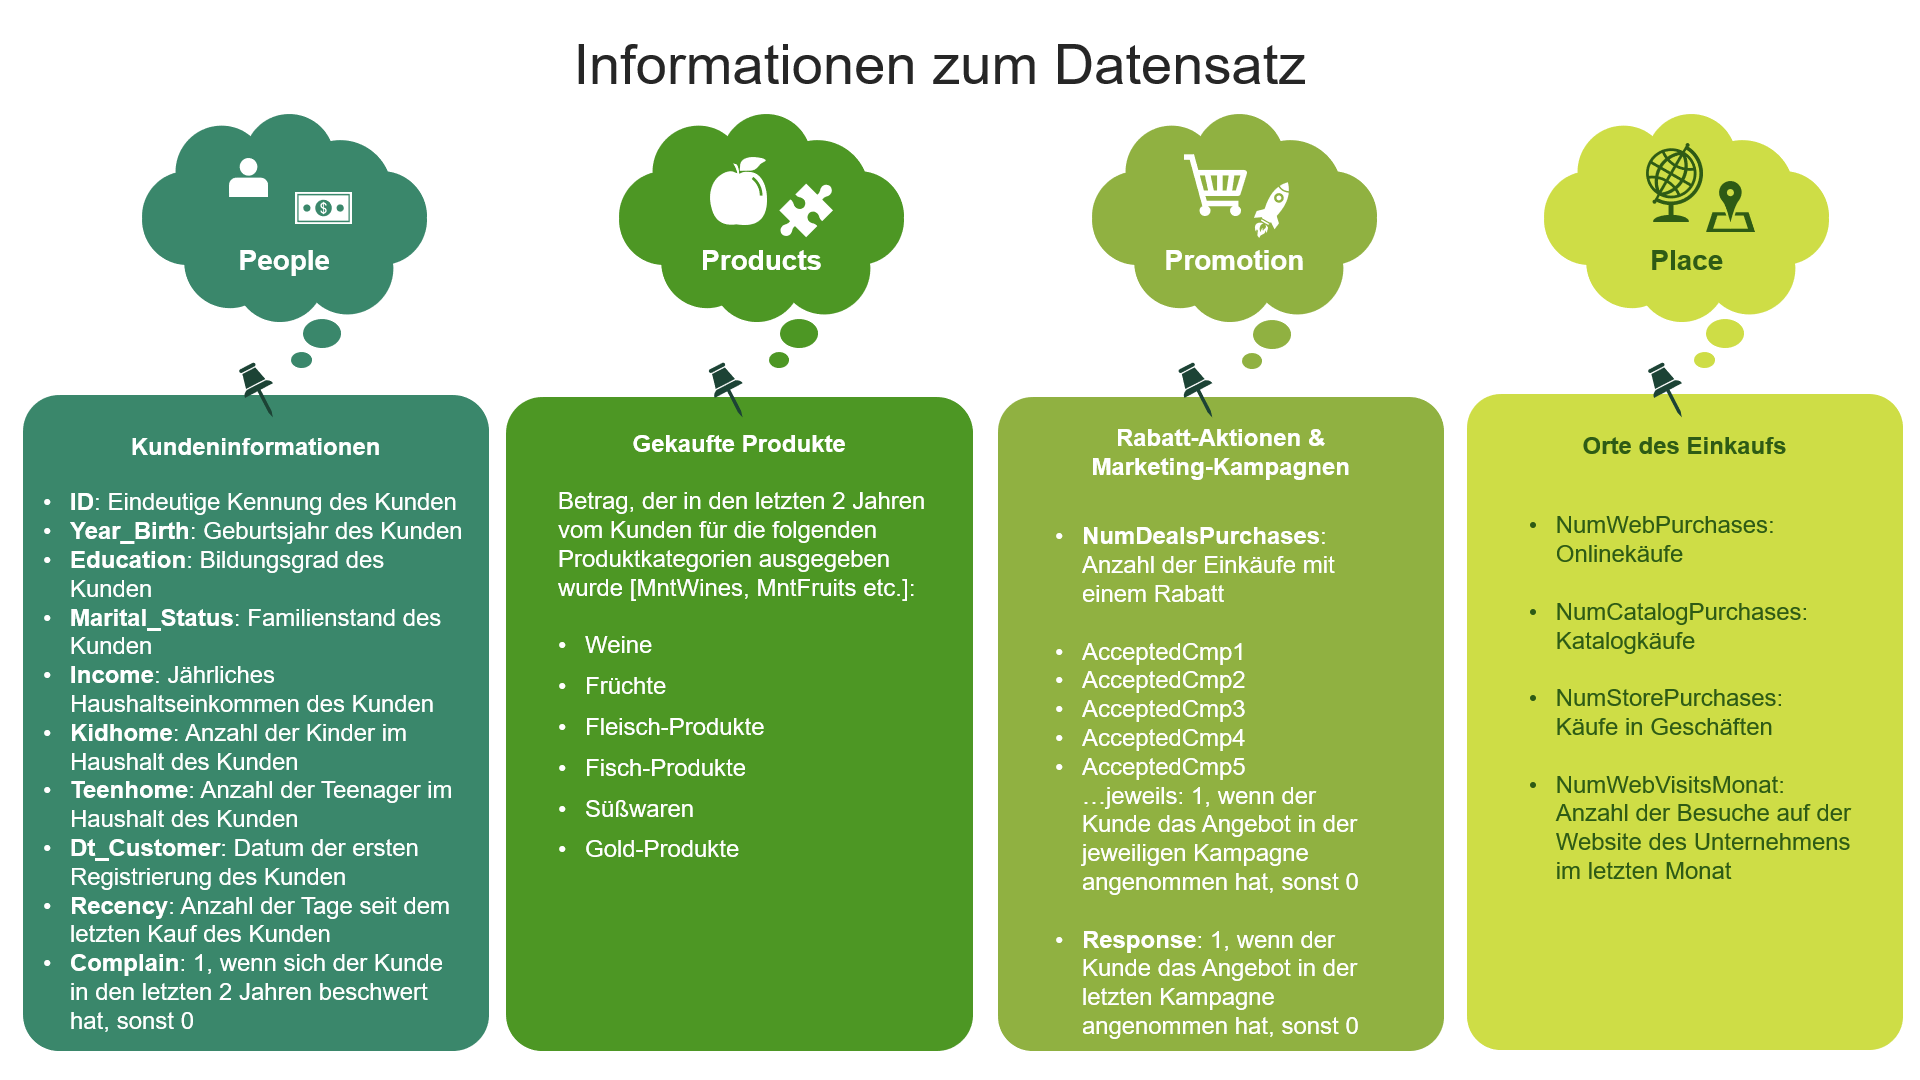 Informationen zum Datensatz
People
Products
Promotion
Place
Kundeninformationen
• ID: Eindeutige Kennung des Kunden
• Year_Birth: Geburtsjahr des Kunden
• Education: Bildungsgrad des
Kunden
• Marital_Status: Familienstand des
Kunden
• Income: Jährliches
Haushaltseinkommen des Kunden
• Kidhome: Anzahl der Kinder im
Haushalt des Kunden
• Teenhome: Anzahl der Teenager im
Haushalt des Kunden
• Dt_Customer: Datum der ersten
Registrierung des Kunden
• Recency: Anzahl der Tage seit dem
letzten Kauf des Kunden
• Complain: 1, wenn sich der Kunde
in den letzten 2 Jahren beschwert
hat, sonst 0
Gekaufte Produkte
Betrag, der in den letzten 2 Jahren
vom Kunden für die folgenden
Produktkategorien ausgegeben
wurde [MntWines, MntFruits etc.]:
• Weine
• Früchte
• Fleisch-Produkte
• Fisch-Produkte
• Süßwaren
• Gold-Produkte
Rabatt-Aktionen &
Marketing-Kampagnen
• NumDealsPurchases:
Anzahl der Einkäufe mit
einem Rabatt
• AcceptedCmp1
• AcceptedCmp2
• AcceptedCmp3
• AcceptedCmp4
• AcceptedCmp5
…jeweils: 1, wenn der
Kunde das Angebot in der
jeweiligen Kampagne
angenommen hat, sonst 0
• Response: 1, wenn der
Kunde das Angebot in der
letzten Kampagne
angenommen hat, sonst 0
Orte des Einkaufs
• NumWebPurchases:
Onlinekäufe
• NumCatalogPurchases:
Katalogkäufe
• NumStorePurchases:
Käufe in Geschäften
• NumWebVisitsMonat:
Anzahl der Besuche auf der
Website des Unternehmens
im letzten Monat